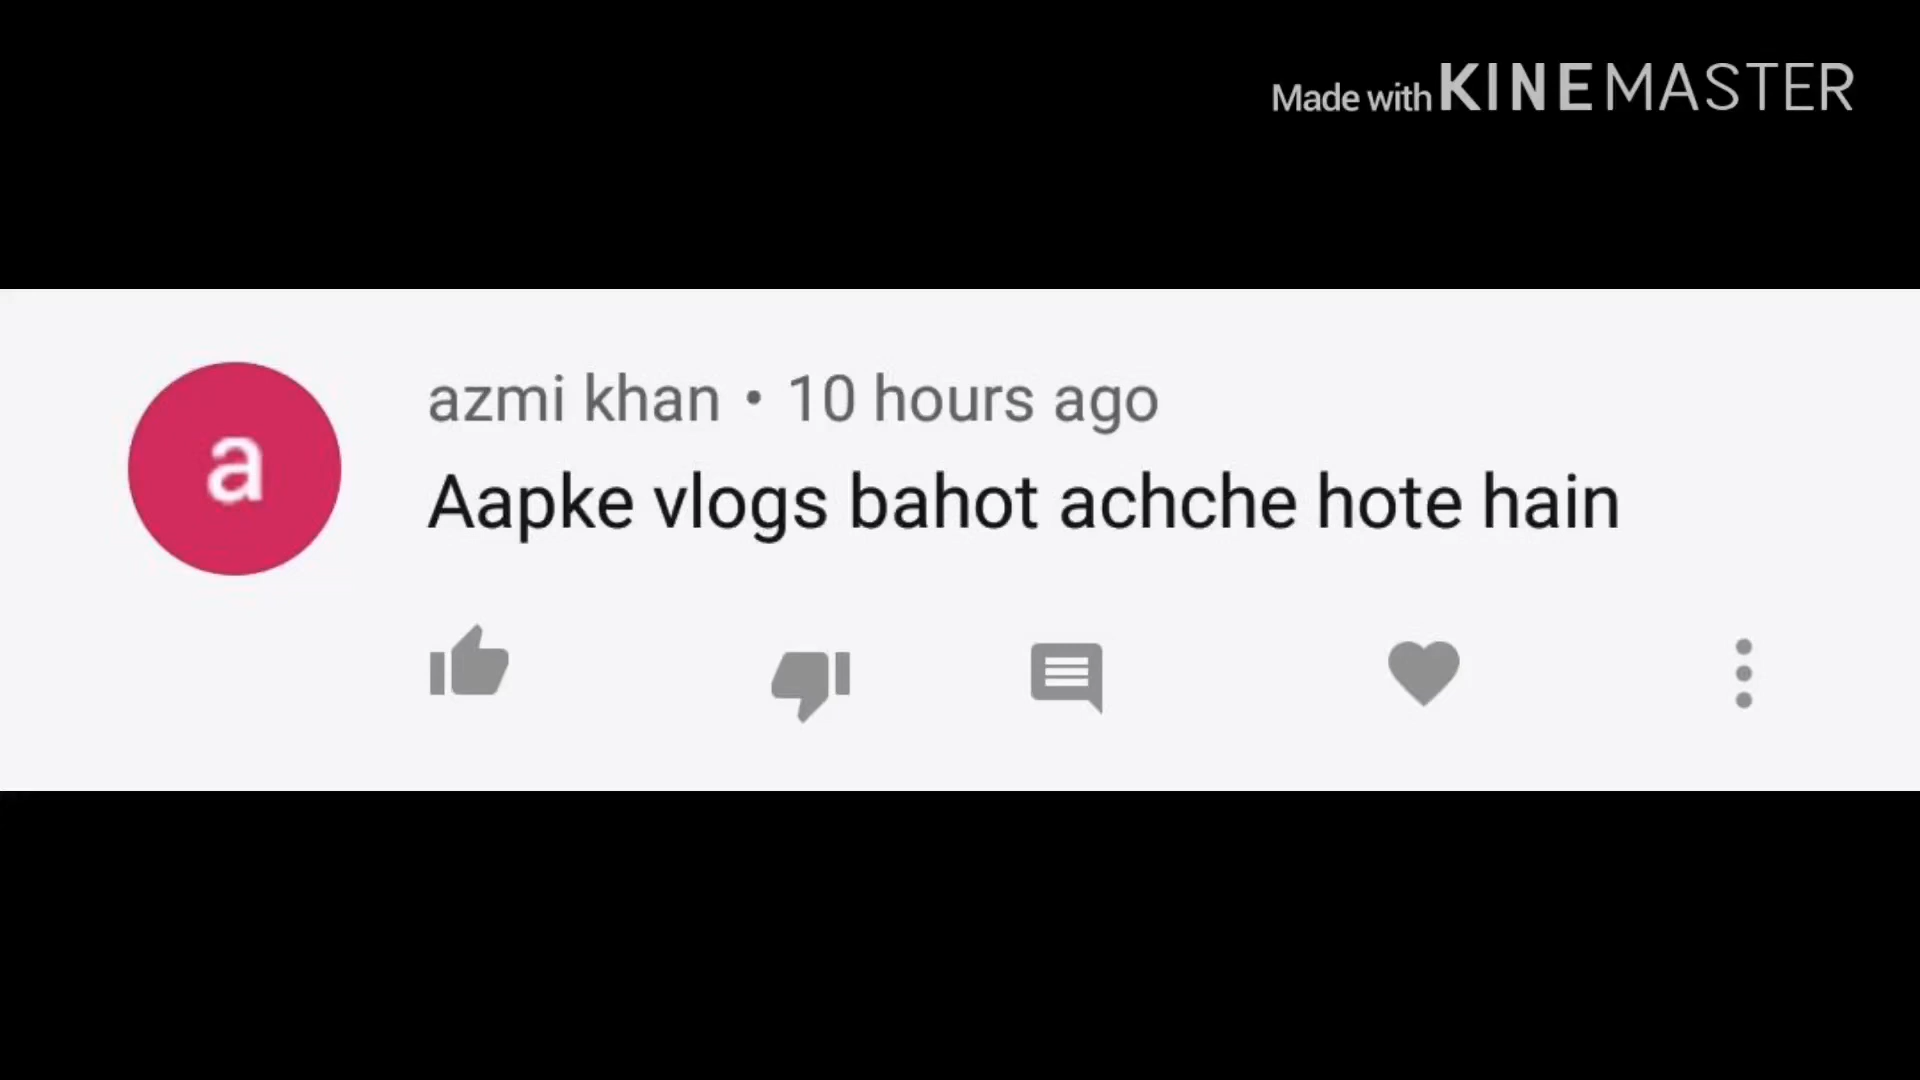 Made with KINEMASTER
a
azmi khan • 10 hours ago
Aapke vlogs bahot achche hote hain